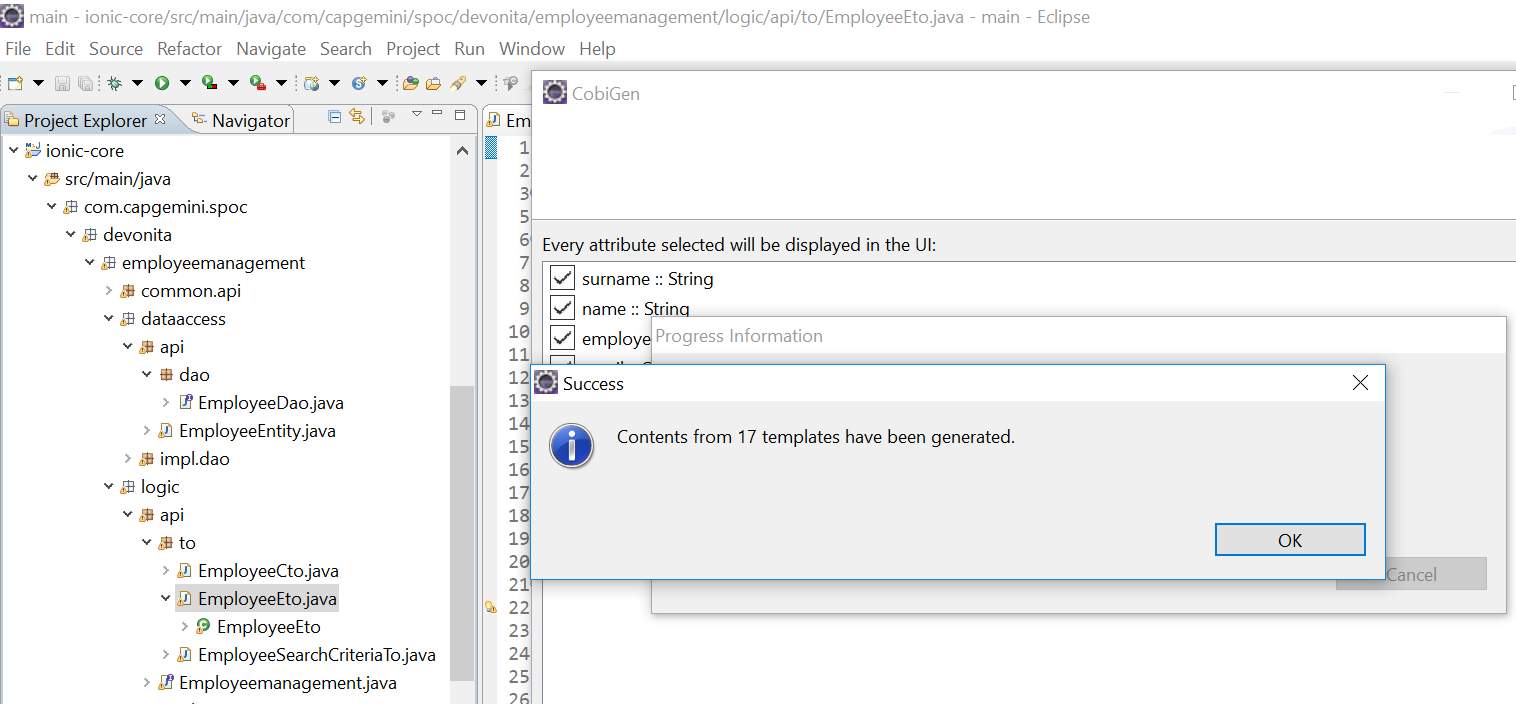 main - ionic-core/src/main/java/com/capgemini/spoc/devonita/employeemanagement/logic/api/to/EmployeeEto.java - main - Eclipse
File Edit Source Refactor Navigate Search Project Run Window Help
Project Explorer Navigator
ionic-core
src/main/java
com.capgemini.spoc
devonita
employeemanagement
common.api
dataaccess
api
dao
EmployeeDao.java
EmployeeEntity.java
impl.dao
logic
api
to
EmployeeCto.java
EmployeeEto.java
EmployeeEto
EmployeeSearchCriteriaTo.java
Employeemanagement.java
Em
1
2
3
5
6
7
8
9
10
11
12
13
14
15
16
17
18
19
20
21
22
23
24
25
26
CobiGen
Every attribute selected will be displayed in the UI:
surname :: String
name :: String
employe
Progress Information
Success
Contents from 17 templates have been generated.
OK
Cancel